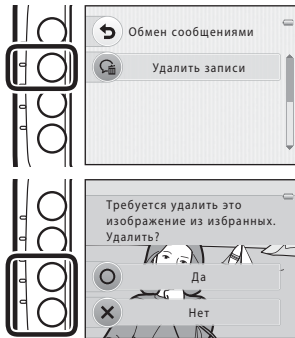 Обмен сообщениями
Удалить записи
Требуется удалить это
изображение из избранных.
Удалить?
Да
Нет